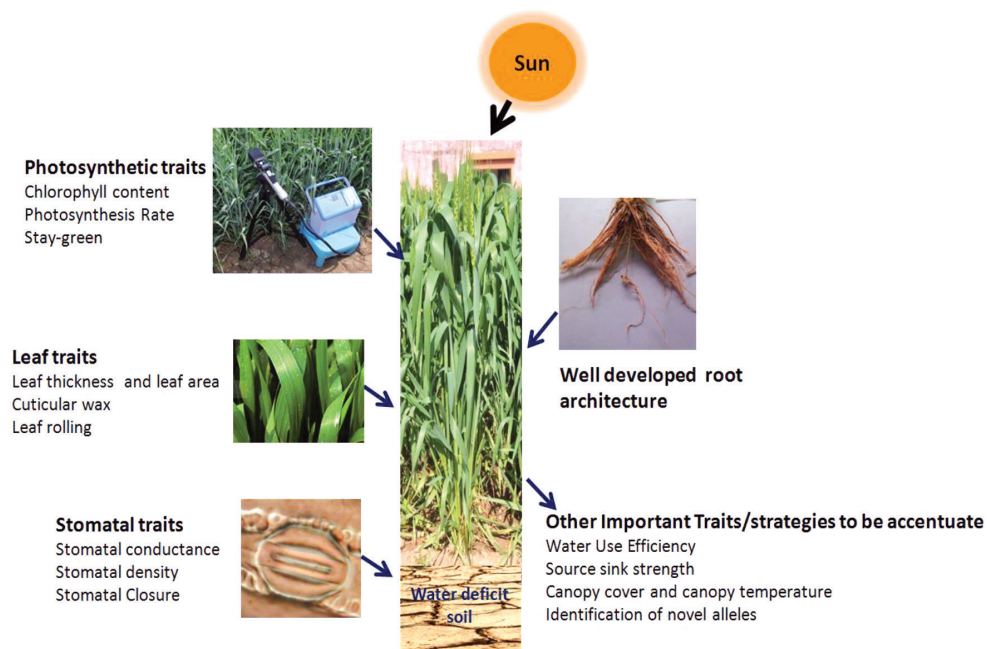 Sun
Photosynthetic traits
Chlorophyll content
Photosynthesis Rate
Stay-green
Leaf traits
Leaf thickness and leaf area
Cuticular wax
Leaf rolling
Stomatal traits
Stomatal conductance
Stomatal density
Stomatal Closure
Water deficit
soil
Well developed root
architecture
Other Important Traits/strategies to be accentuate
Water Use Efficiency
Source sink strength
Canopy cover and canopy temperature
Identification of novel alleles